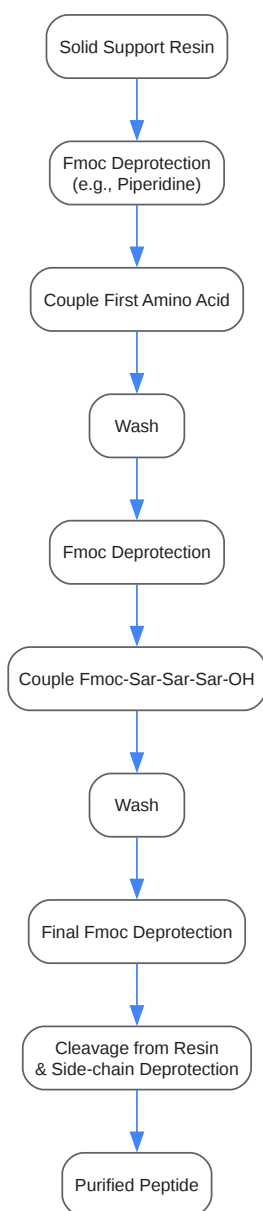 Solid Support Resin
Fmoc Deprotection
(e.g., Piperidine)
Couple First Amino Acid
Wash
Fmoc Deprotection
Couple Fmoc-Sar-Sar-Sar-OH
Wash
Final Fmoc Deprotection
Cleavage from Resin
& Side-chain Deprotection
Purified Peptide